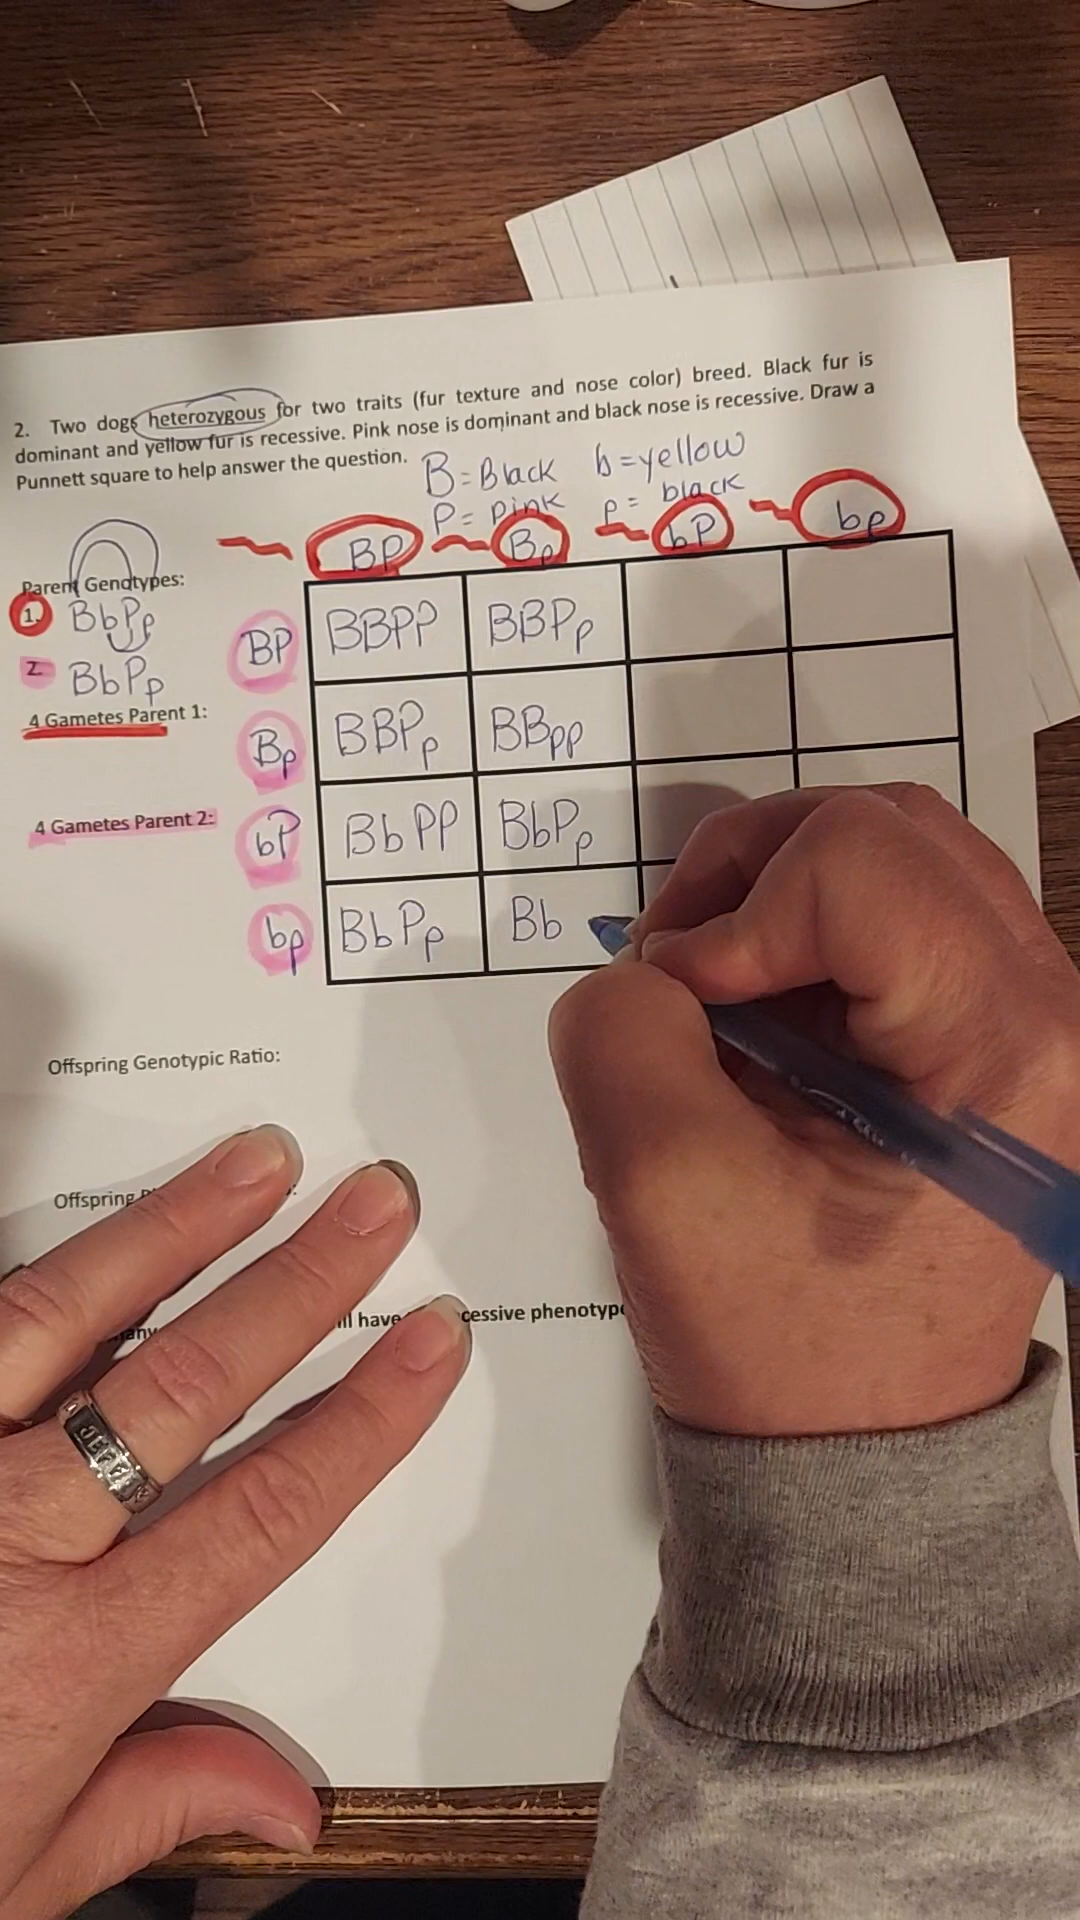 2. Two dogs heterozygous for two traits (fur texture and nose color) breed. Black fur is
dominant and yellow fur is recessive. Pink nose is dominant and black nose is recessive. Draw a
Punnett square to help answer the question.
B=Black b=yellow
P= pink p= black
BP Bp bP bp
Parent Genotypes:
1. BbPp
2 BbPp
4 Gametes Parent 1:
4 Gametes Parent 2:
BP BBPP BBPp
Bp BBPp BBpp
bP BbPP BbPp
bp BbPp Bb
Offspring Genotypic Ratio:
Offspring
have